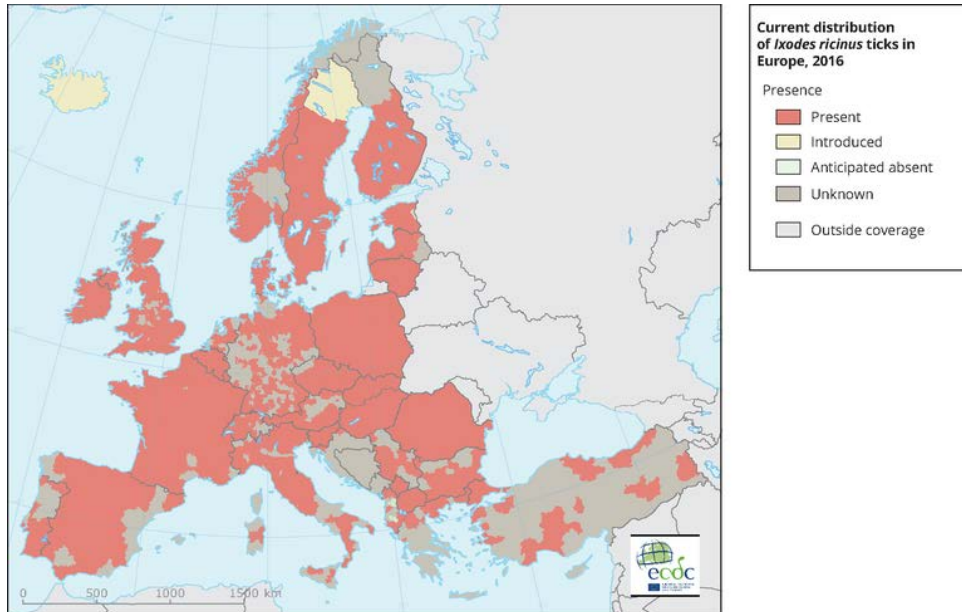 Current distribution
of Ixodes ricinus ticks in
Europe, 2016
Presence
Present
Introduced
Anticipated absent
Unknown
Outside coverage
0 500 1000 1500 km
ecdc